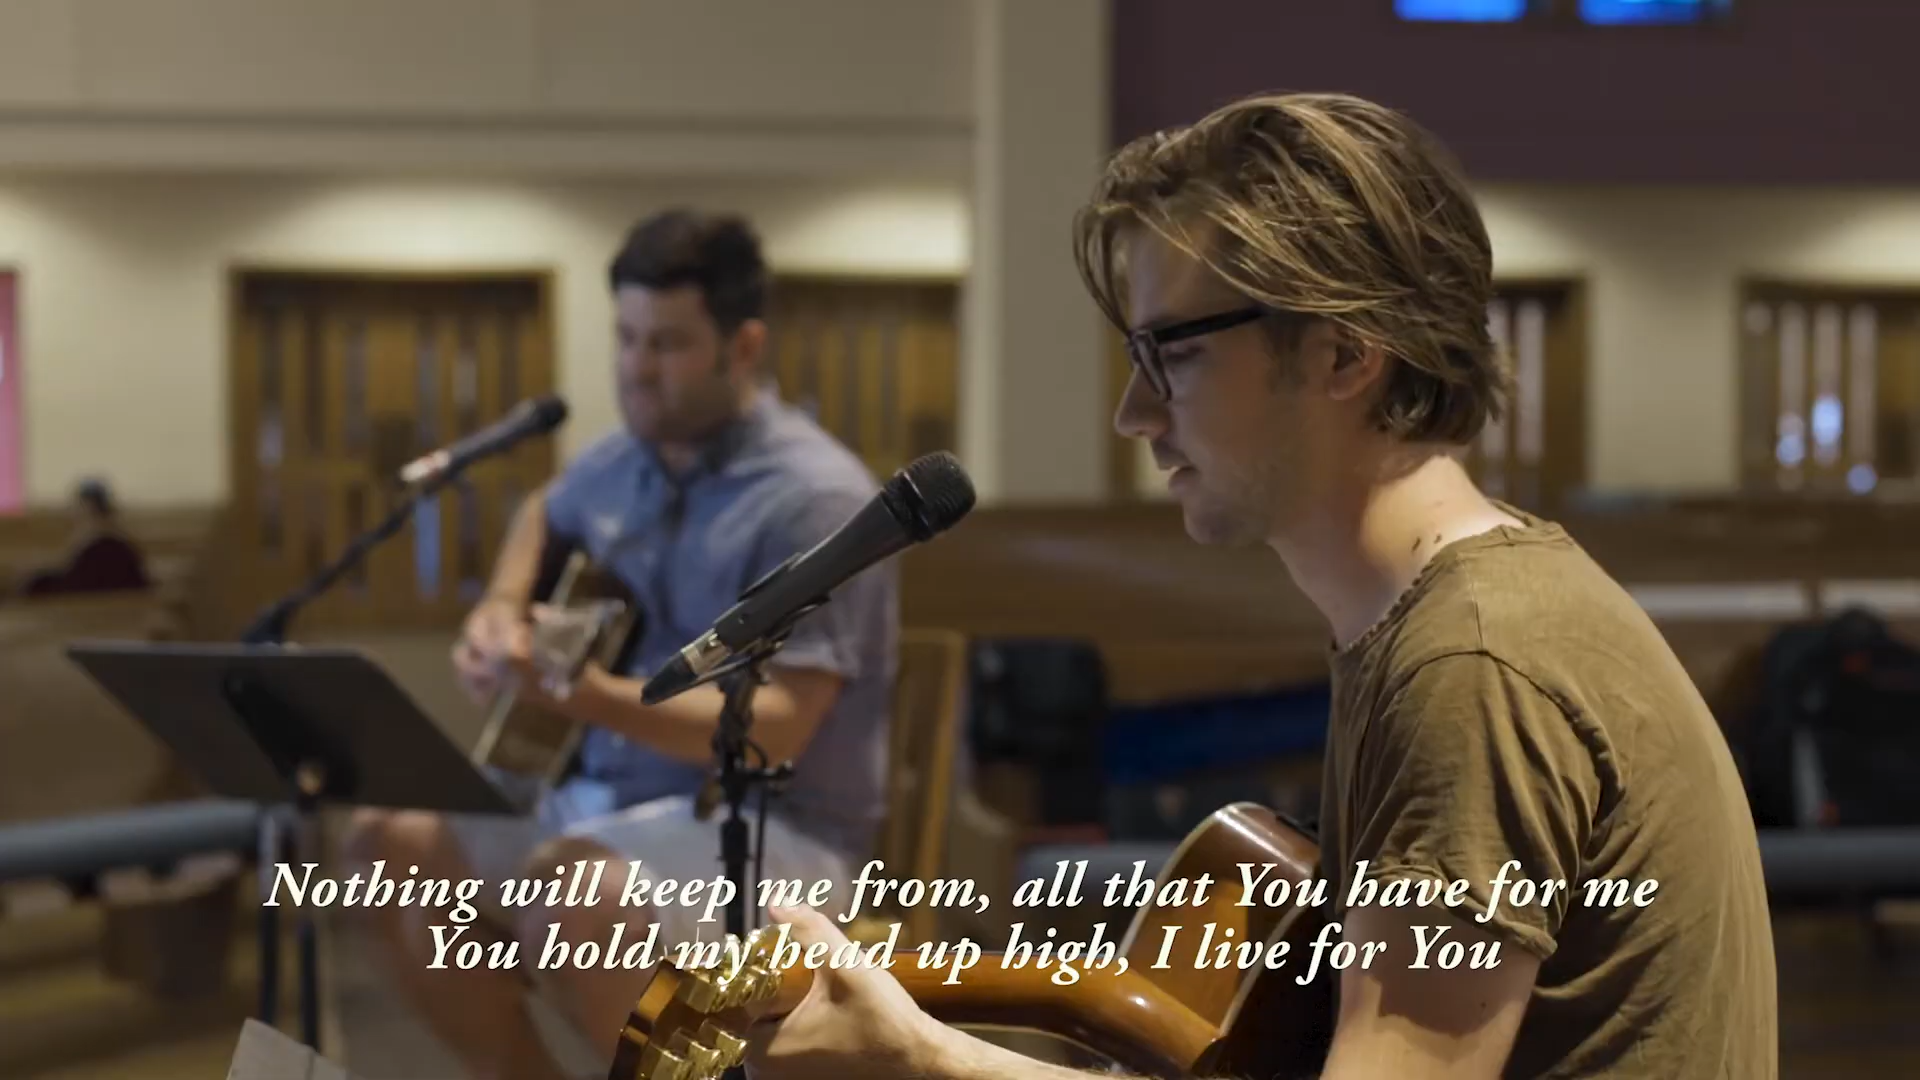 Nothing will keep me from, all that You have for me
You hold my head up high, I live for You